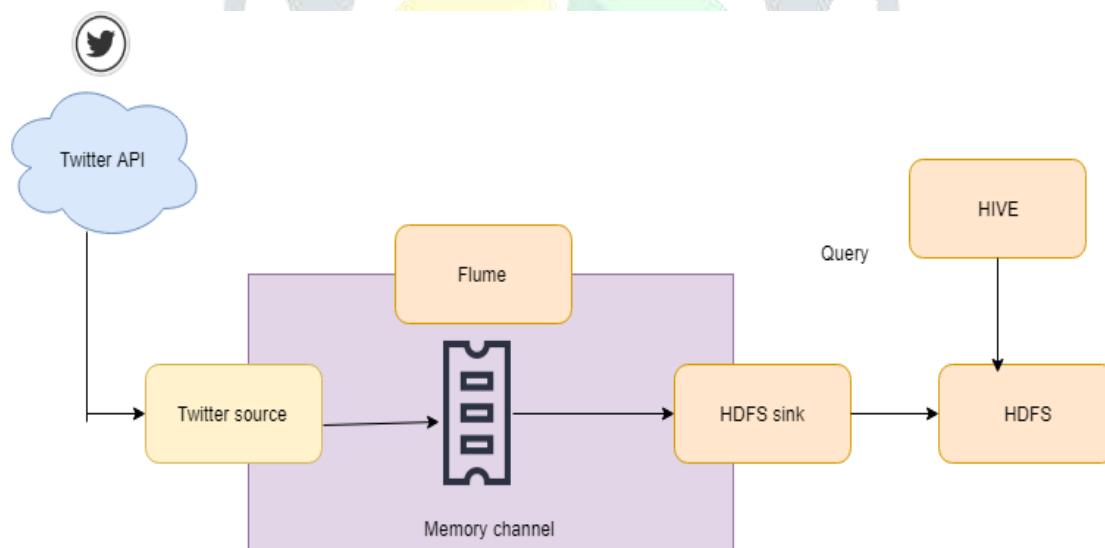 Twitter API
HIVE
Query
Flume
Twitter source
HDFS sink
HDFS
Memory channel